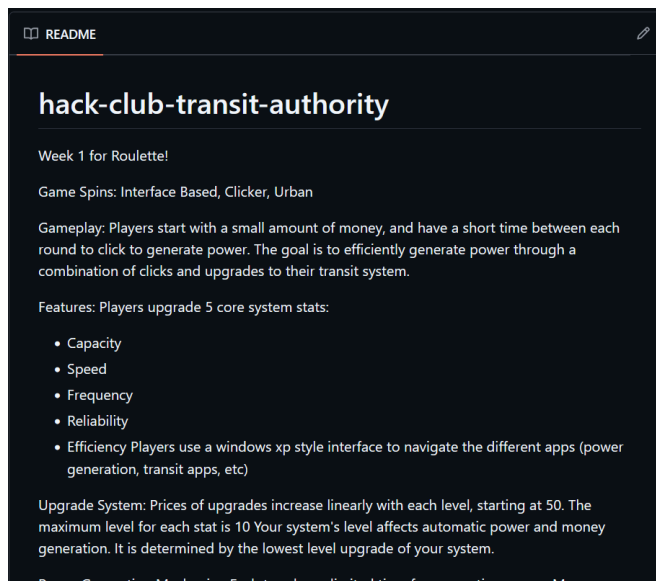 README
hack-club-transit-authority
Week 1 for Roulette!
Game Spins: Interface Based, Clicker, Urban
Gameplay: Players start with a small amount of money, and have a short time between each
round to click to generate power. The goal is to efficiently generate power through a
combination of clicks and upgrades to their transit system.
Features: Players upgrade 5 core system stats:
• Capacity
• Speed
• Frequency
• Reliability
• Efficiency Players use a windows xp style interface to navigate the different apps (power
generation, transit apps, etc)
Upgrade System: Prices of upgrades increase linearly with each level, starting at 50. The
maximum level for each stat is 10 Your system's level affects automatic power and money
generation. It is determined by the lowest level upgrade of your system.